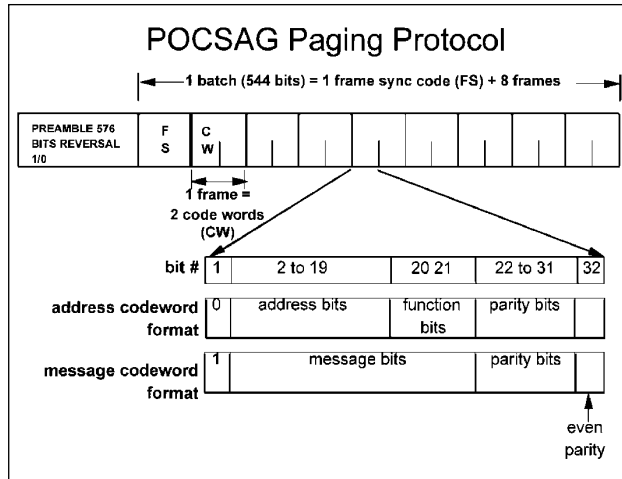 POCSAG Paging Protocol
1 batch (544 bits) = 1 frame sync code (FS) + 8 frames
PREAMBLE 576
BITS REVERSAL
1/0
F
S
C
W
1 frame =
2 code words
(CW)
bit # 1 2 to 19 20 21 22 to 31 32
address codeword
format
0 address bits function
bits
parity bits
message codeword
format
1 message bits parity bits
even
parity